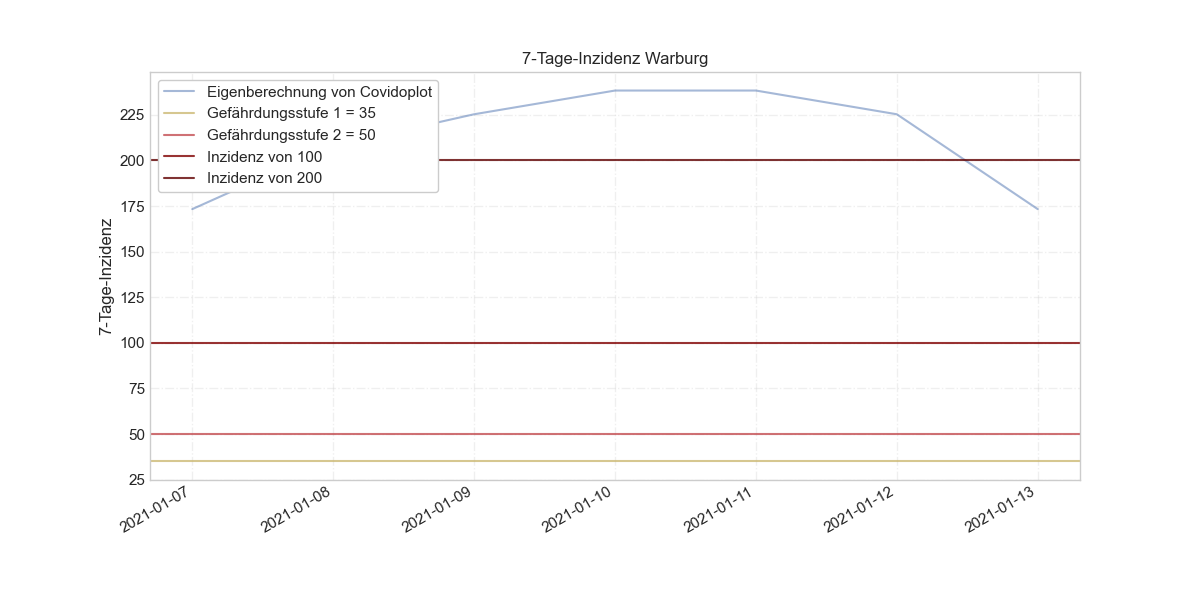 7-Tage-Inzidenz Warburg
Eigenberechnung von Covidoplot
Gefährdungsstufe 1 = 35
Gefährdungsstufe 2 = 50
Inzidenz von 100
Inzidenz von 200
7-Tage-Inzidenz
225
200
175
150
125
100
75
50
25
2021-01-07
2021-01-08
2021-01-09
2021-01-10
2021-01-11
2021-01-12
2021-01-13